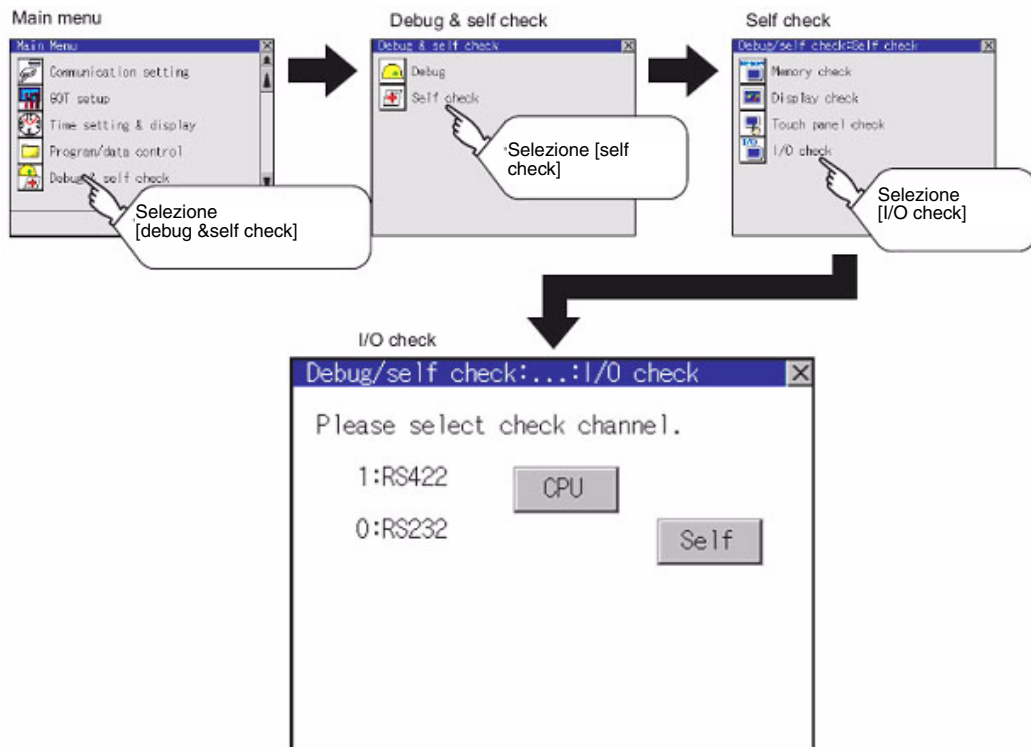 Main menu
Debug & self check
Self check
Main Menu
Communication setting
GOT setup
Time setting & display
Program/data control
Debug & self check
Selezione
[debug &self check]
Debug & self check
Debug
Self check
Selezione [self
check]
Debug/self check:Self check
Memory check
Display check
Touch panel check
I/O check
Selezione
[I/O check]
I/O check
Debug/self check:...:I/O check
Please select check channel.
1:RS422
CPU
0:RS232
Self